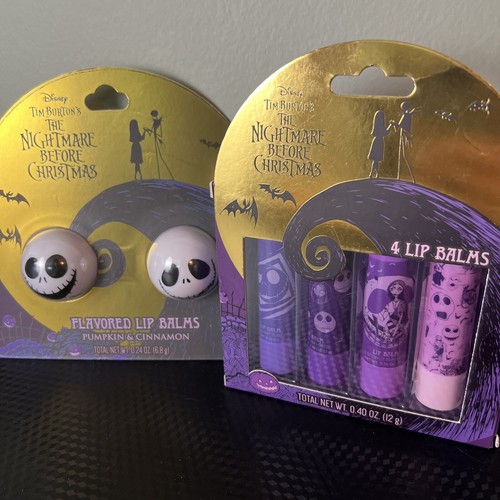 Disney
TIM BURTON'S
THE
NIGHTMARE
BEFORE
CHRISTMAS
FLAVORED LIP BALMS
PUMPKIN & CINNAMON
TOTAL NET WT. 0.24 OZ. (6.8 g)
Disney
TIM BURTON'S
THE
NIGHTMARE
BEFORE
CHRISTMAS
4 LIP BALMS
LIP BALM
TOTAL NET WT. 0.40 OZ. (12 g)